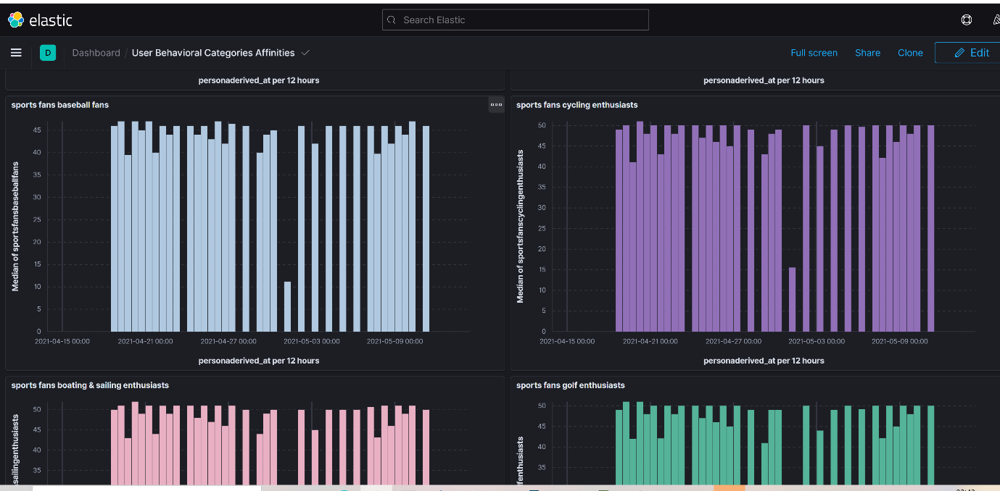 elastic
Search Elastic
D
Dashboard / User Behavioral Categories Affinities
Full screen
Share
Clone
Edit
personaderived_at per 12 hours
personaderived_at per 12 hours
sports fans baseball fans
Median of sportsfansbaseballfans
45
40
35
30
25
20
15
10
5
0
2021-04-15 00:00 2021-04-21 00:00 2021-04-27 00:00 2021-05-03 00:00 2021-05-09 00:00
personaderived_at per 12 hours
sports fans cycling enthusiasts
Median of sportsfanscyclingenthusiasts
50
45
40
35
30
25
20
15
10
5
0
2021-04-15 00:00 2021-04-21 00:00 2021-04-27 00:00 2021-05-03 00:00 2021-05-09 00:00
personaderived_at per 12 hours
sports fans boating & sailing enthusiasts
sailingenthusiasts
50
45
40
35
sports fans golf enthusiasts
fenthusiasts
50
45
40
35